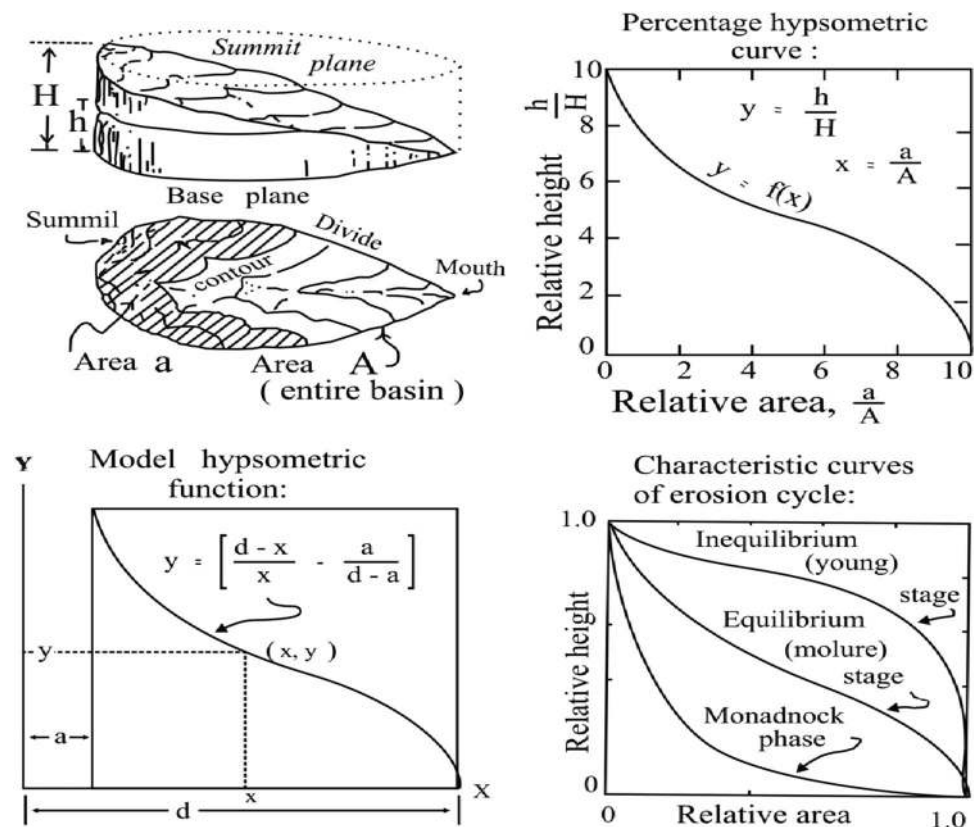 Summit
plane
H
h
Base plane
Summil
Divide
contour
Mouth
Area a
Area A
( entire basin )
Percentage hypsometric
curve :
10
8
6
4
2
0
h
H
Relative height
y = h
H
x = a
A
y = f(x)
0 2 4 6 8 10
Relative area, a
A
Model hypsometric
function:
Y
y = [ d - x - a ]
x d - a
(x, y)
y
a
x
X
d
Characteristic curves
of erosion cycle:
1.0
Inequilibrium
(young)
stage
Equilibrium
(molure)
stage
Monadnock
phase
Relative height
0
0
Relative area
1.0